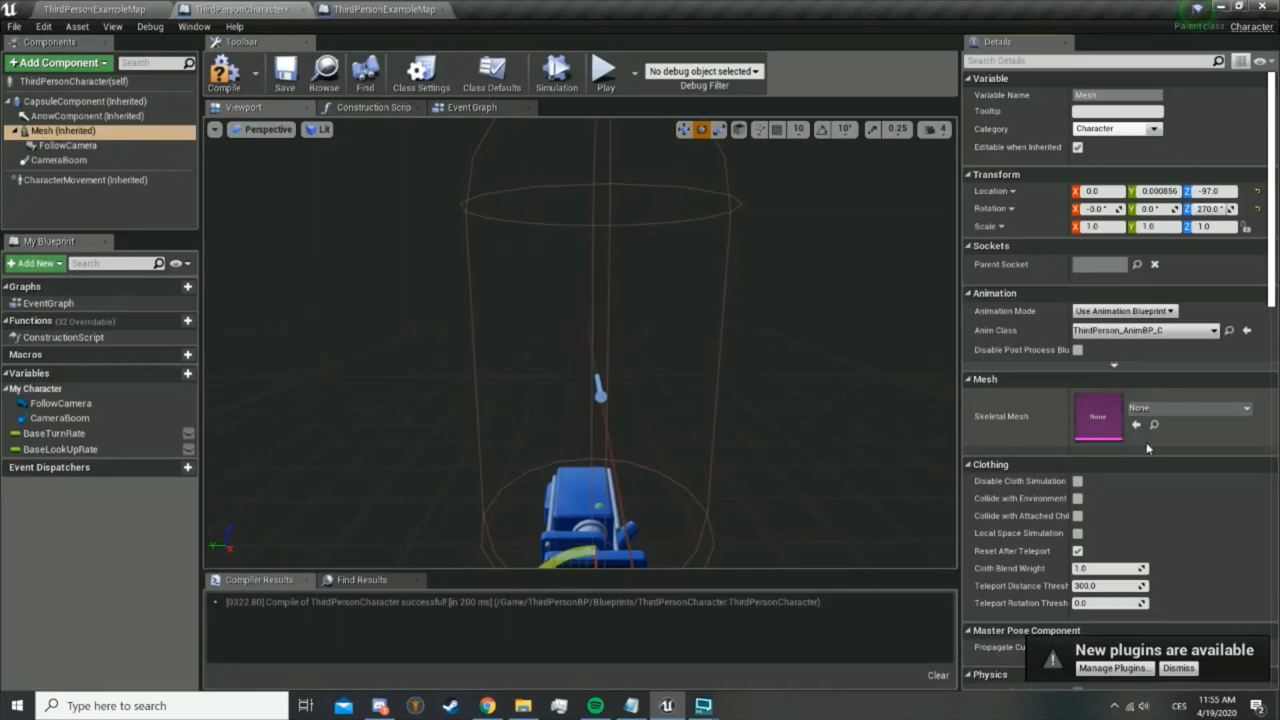 ThirdPersonExampleMap
ThirdPersonCharacter
ThirdPersonExampleMap
File Edit Asset View Debug Window Help
Parent class: Character
Components
+ Add Component
Search
ThirdPersonCharacter(self)
CapsuleComponent (Inherited)
ArrowComponent (Inherited)
Mesh (Inherited)
FollowCamera
CameraBoom
CharacterMovement (Inherited)
My Blueprint
+ Add New
Search
Graphs
EventGraph
Functions (32 Overridable)
ConstructionScript
Macros
Variables
My Character
FollowCamera
CameraBoom
BaseTurnRate
BaseLookUpRate
Event Dispatchers
Toolbar
Compile Save Browse Find Class Settings Class Defaults Simulation Play
No debug object selected
Debug Filter
Viewport Construction Scrip Event Graph
Perspective Lit
10 10° 0.25 4
Compiler Results Find Results
[0322.80] Compile of ThirdPersonCharacter successful! [in 200 ms] (/Game/ThirdPersonBP/Blueprints/ThirdPersonCharacter.ThirdPersonCharacter)
Clear
Details
Search Details
Variable
Variable Name Mesh
Tooltip
Category Character
Editable when Inherited
Transform
Location X 0.0 Y 0.000856 Z -97.0
Rotation X -0.0° Y 0.0° Z 270.0°
Scale X 1.0 Y 1.0 Z 1.0
Sockets
Parent Socket
Animation
Animation Mode Use Animation Blueprint
Anim Class ThirdPerson_AnimBP_C
Disable Post Process Blu
Mesh
Skeletal Mesh None None
Clothing
Disable Cloth Simulation
Collide with Environment
Collide with Attached Chil
Local Space Simulation
Reset After Teleport
Cloth Blend Weight 1.0
Teleport Distance Thresh 300.0
Teleport Rotation Thresh 0.0
Master Pose Component
Propagate Cu
Physics
New plugins are available
Manage Plugins... Dismiss
Type here to search
CES
11:55 AM
4/19/2020
2